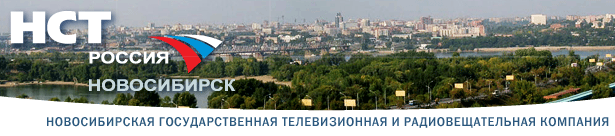 НСТ
РОССИЯ
НОВОСИБИРСК
НОВОСИБИРСКАЯ ГОСУДАРСТВЕННАЯ ТЕЛЕВИЗИОННАЯ И РАДИОВЕЩАТЕЛЬНАЯ КОМПАНИЯ